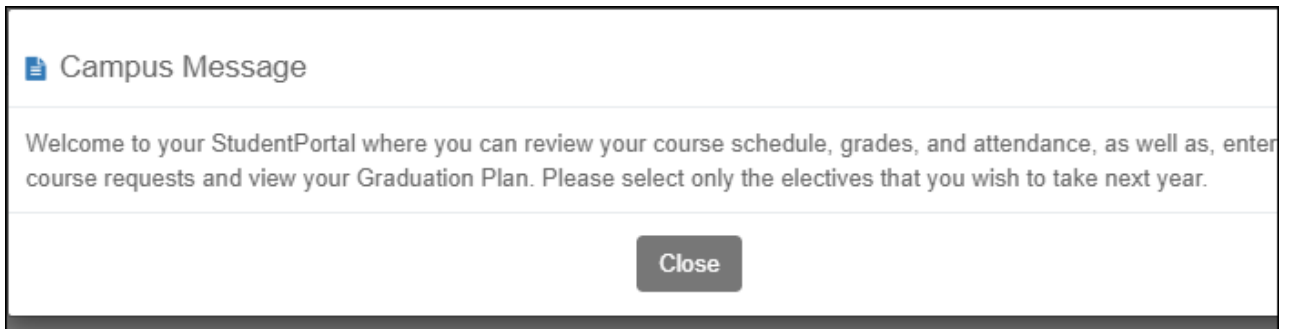 Campus Message
Welcome to your StudentPortal where you can review your course schedule, grades, and attendance, as well as, enter
course requests and view your Graduation Plan. Please select only the electives that you wish to take next year.
Close